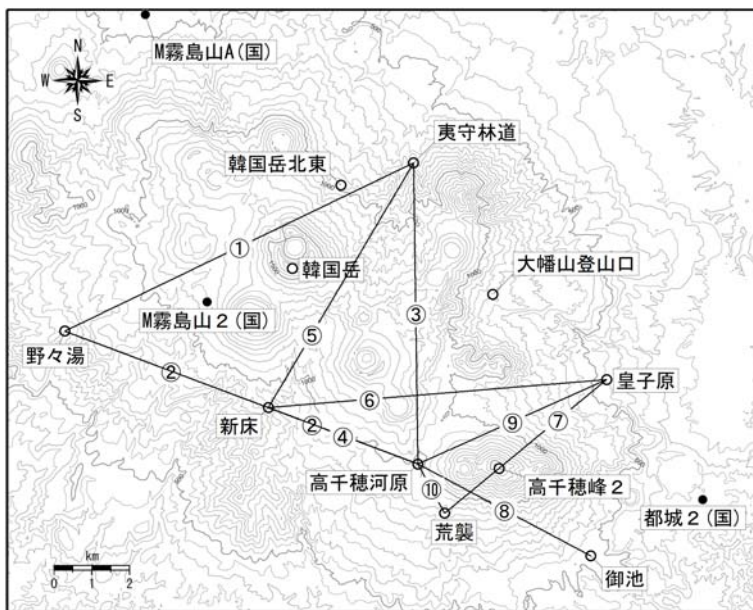 M霧島山A(国)
N
W E
S
夷守林道
韓国岳北東
①
韓国岳
大幡山登山口
M霧島山2(国)
③
⑤
野々湯
②
皇子原
⑥
新床
②
④
⑨
⑦
高千穂河原
⑩
高千穂峰2
⑧
荒襲
都城2(国)
御池
km
0 1 2